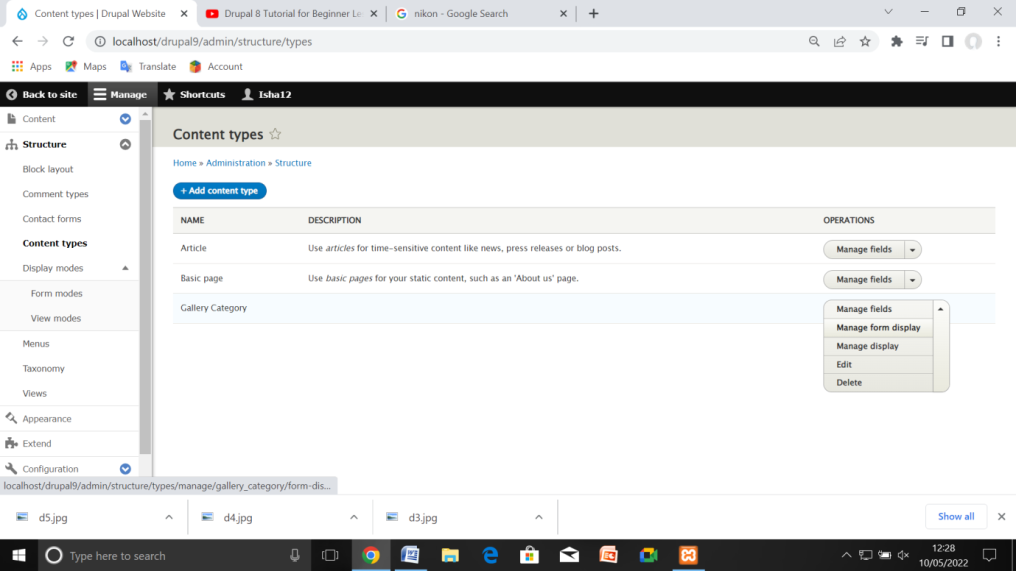 Content types | Drupal Website
Drupal 8 Tutorial for Beginner Le
nikon - Google Search
localhost/drupal9/admin/structure/types
Apps Maps Translate Account
Back to site Manage Shortcuts Isha12
Content
Structure
Block layout
Comment types
Contact forms
Content types
Display modes
Form modes
View modes
Menus
Taxonomy
Views
Appearance
Extend
Configuration
Content types
Home » Administration » Structure
+ Add content type
NAME DESCRIPTION OPERATIONS
Article Use articles for time-sensitive content like news, press releases or blog posts. Manage fields
Basic page Use basic pages for your static content, such as an 'About us' page. Manage fields
Gallery Category Manage fields
Manage form display
Manage display
Edit
Delete
localhost/drupal9/admin/structure/types/manage/gallery_category/form-dis...
d5.jpg d4.jpg d3.jpg Show all
Type here to search
12:28
10/05/2022